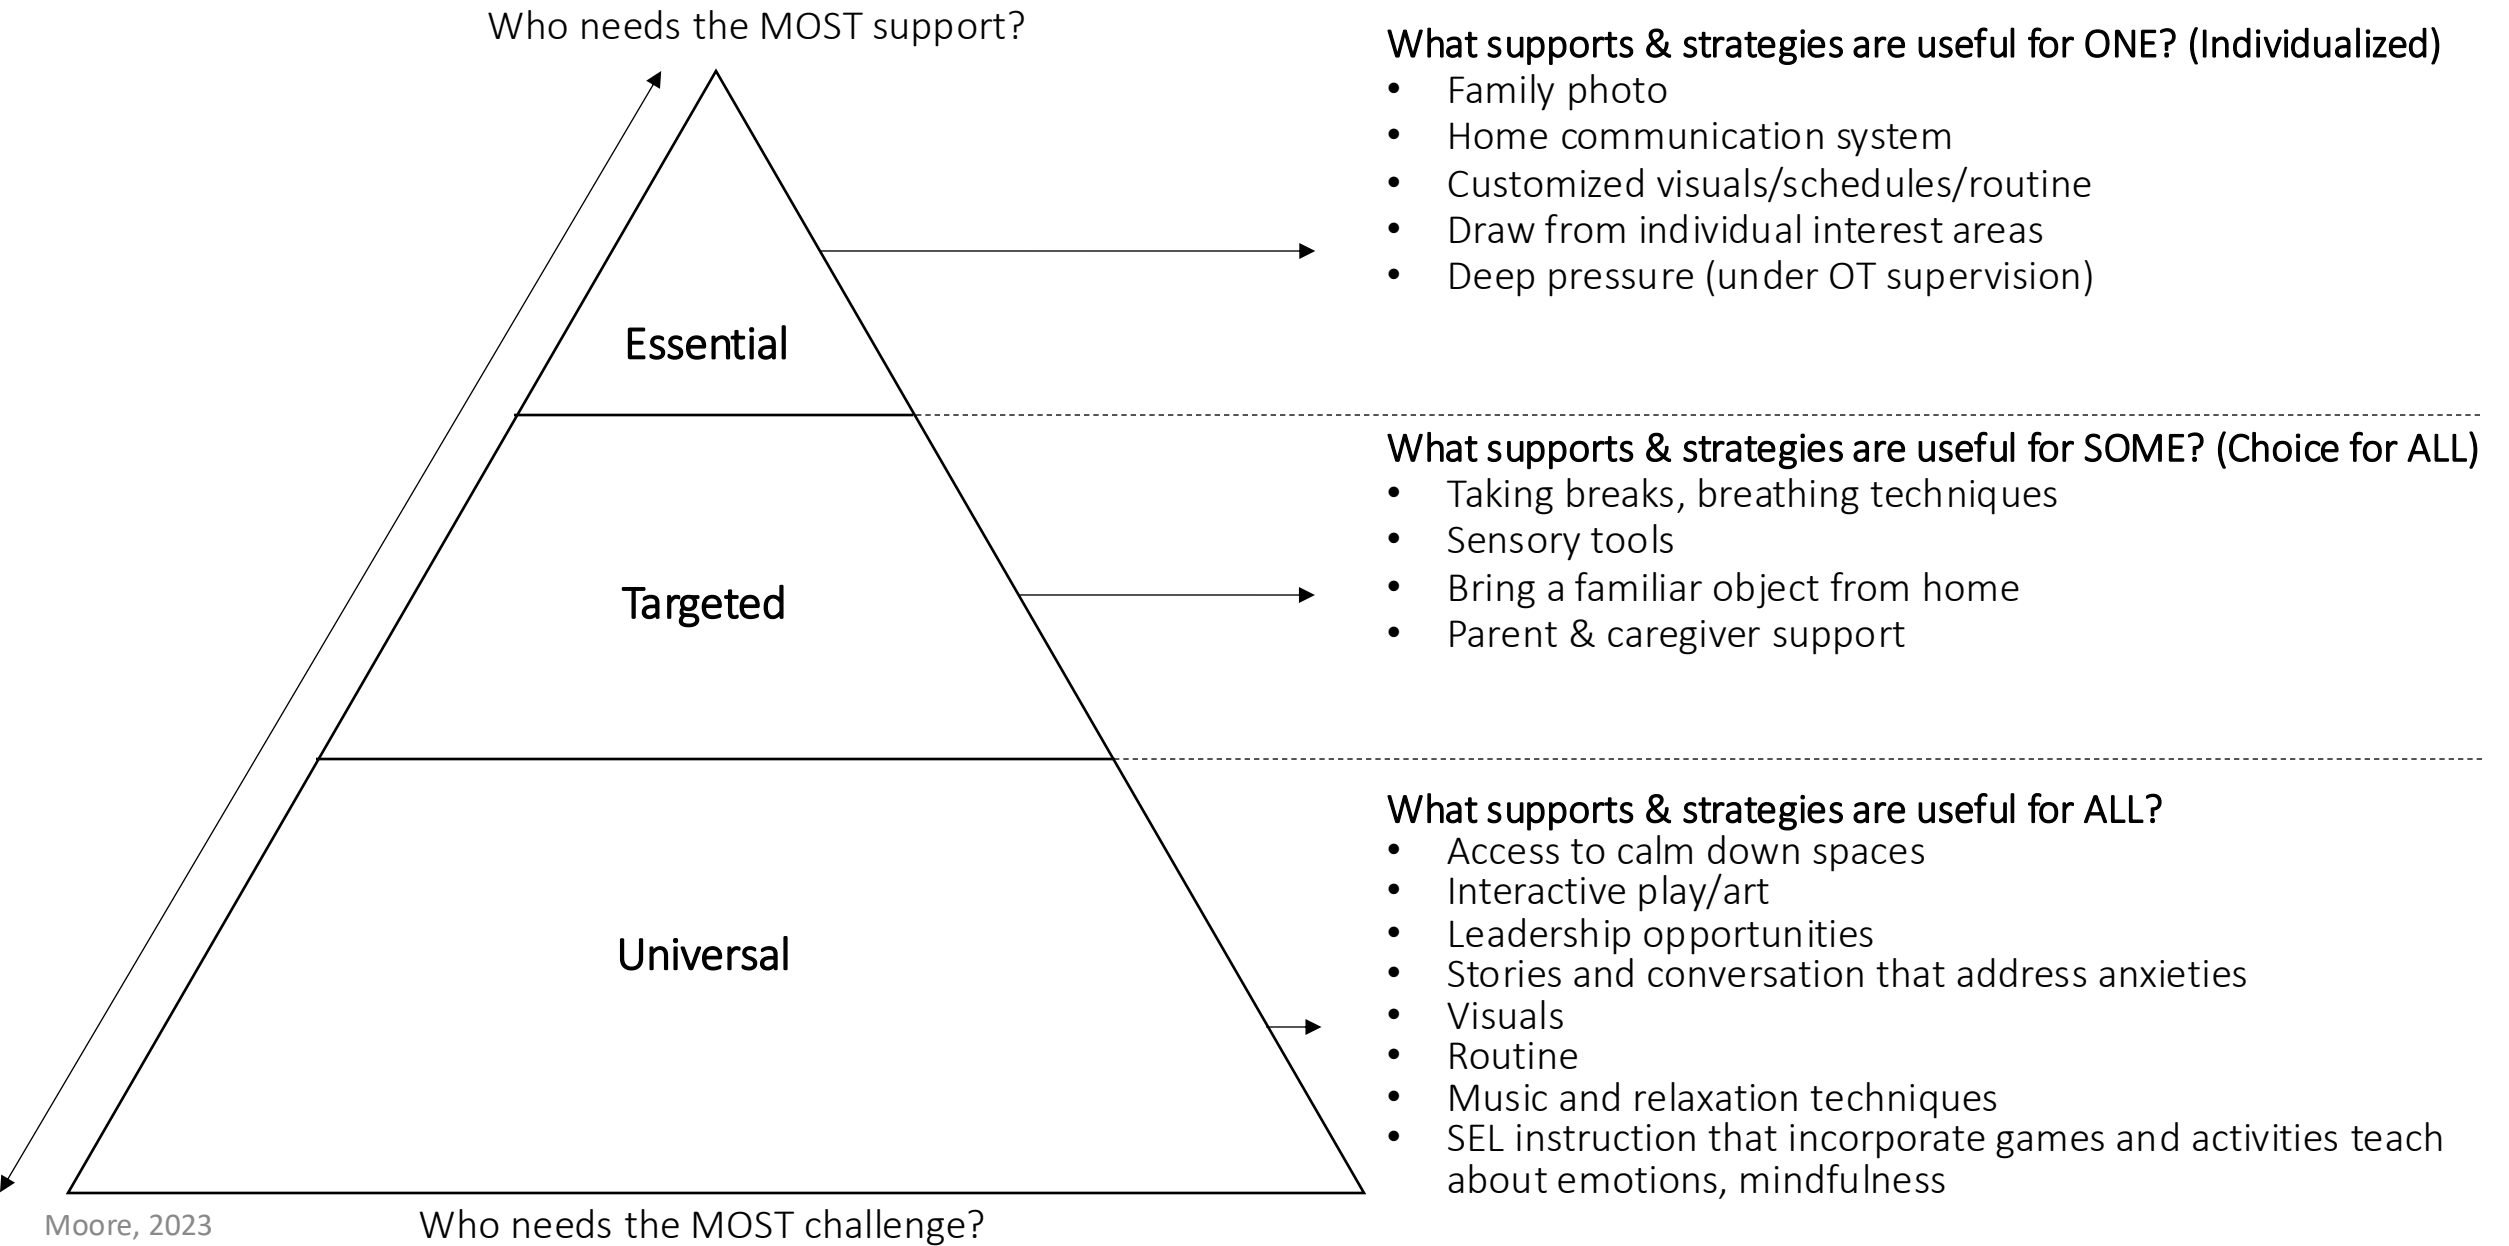 Who needs the MOST support?
What supports & strategies are useful for ONE? (Individualized)
• Family photo
• Home communication system
• Customized visuals/schedules/routine
• Draw from individual interest areas
• Deep pressure (under OT supervision)
Essential
What supports & strategies are useful for SOME? (Choice for ALL)
• Taking breaks, breathing techniques
• Sensory tools
• Bring a familiar object from home
• Parent & caregiver support
Targeted
What supports & strategies are useful for ALL?
• Access to calm down spaces
• Interactive play/art
• Leadership opportunities
• Stories and conversation that address anxieties
• Visuals
• Routine
• Music and relaxation techniques
• SEL instruction that incorporate games and activities teach
about emotions, mindfulness
Universal
Moore, 2023
Who needs the MOST challenge?